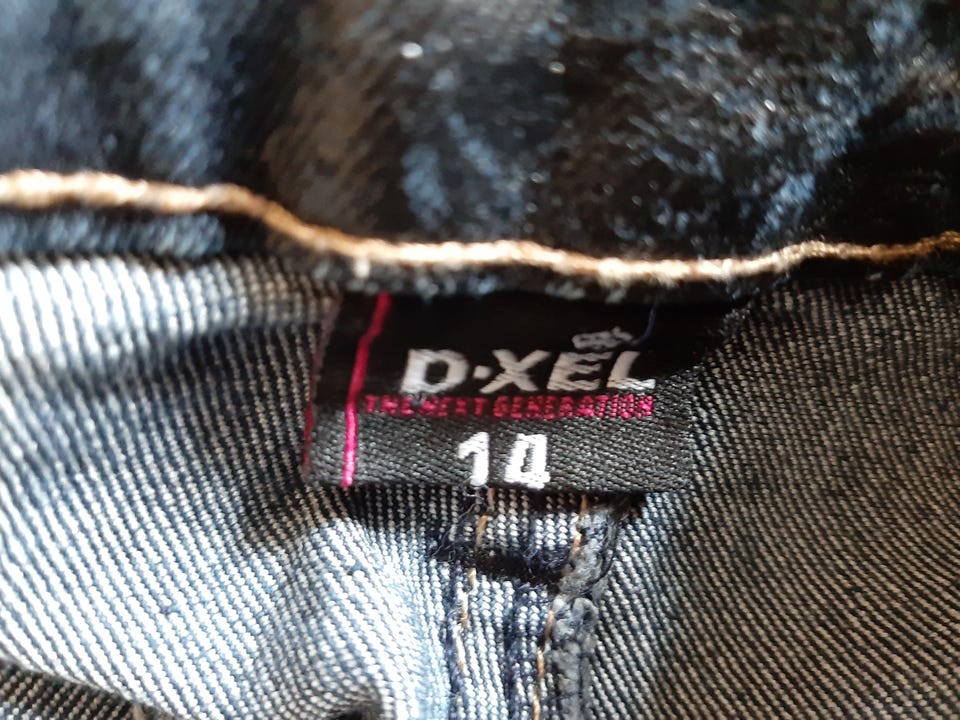 D·XEL
THE NEXT GENERATION
14